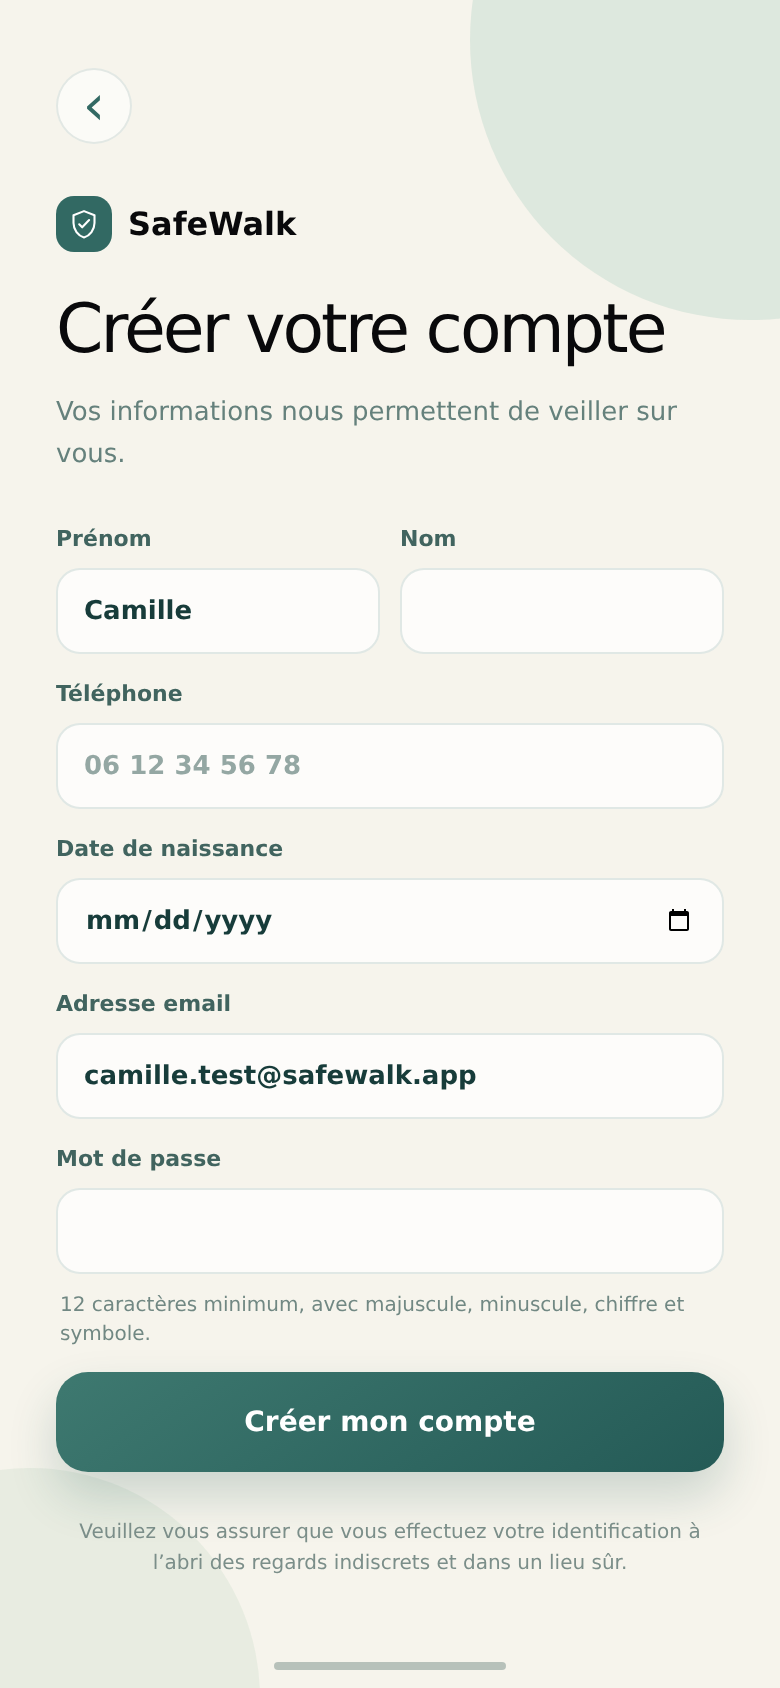 SafeWalk
Créer votre compte
Vos informations nous permettent de veiller sur
vous.
Prénom
Nom
Camille
Téléphone
06 12 34 56 78
Date de naissance
mm/dd/yyyy
Adresse email
camille.test@safewalk.app
Mot de passe
12 caractères minimum, avec majuscule, minuscule, chiffre et
symbole.
Créer mon compte
Veuillez vous assurer que vous effectuez votre identification à
l’abri des regards indiscrets et dans un lieu sûr.